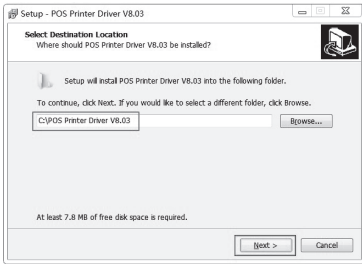 Setup - POS Printer Driver V8.03
Select Destination Location
Where should POS Printer Driver V8.03 be installed?
Setup will install POS Printer Driver V8.03 into the following folder.
To continue, click Next. If you would like to select a different folder, click Browse.
C:\POS Printer Driver V8.03
Browse...
At least 7.8 MB of free disk space is required.
Next >
Cancel